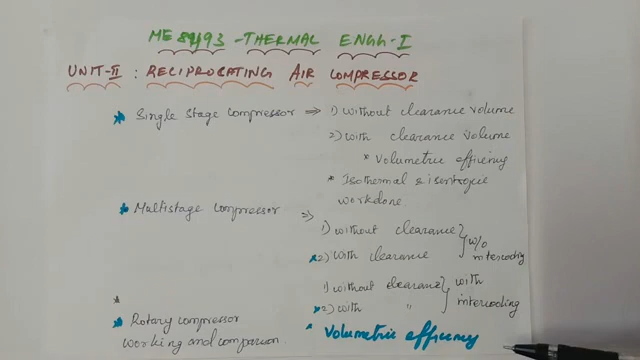 ME8493 - THERMAL ENGG - I
UNIT-II : RECIPROCATING AIR COMPRESSOR
* Single Stage Compressor ⇒ 1) without clearance volume
2) with clearance volume
* Volumetric efficiency
* Isothermal & isentropic
workdone.
* Multistage Compressor ⇒
1) without clearance } w/o
* 2) with clearance intercooling
1) without clearance } with
* 2) with " intercooling
*
* Rotary compressor
working and comparison.
* Volumetric efficiency